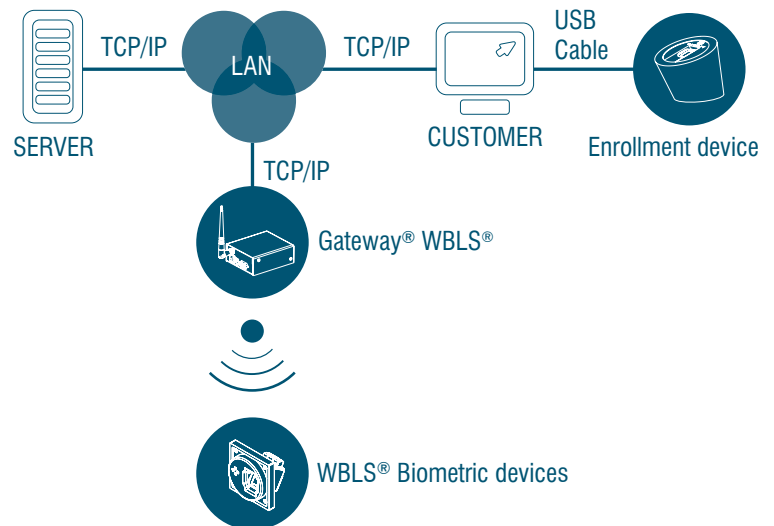 TCP/IP
LAN
TCP/IP
USB
Cable
SERVER
CUSTOMER
Enrollment device
TCP/IP
Gateway® WBLS®
WBLS® Biometric devices